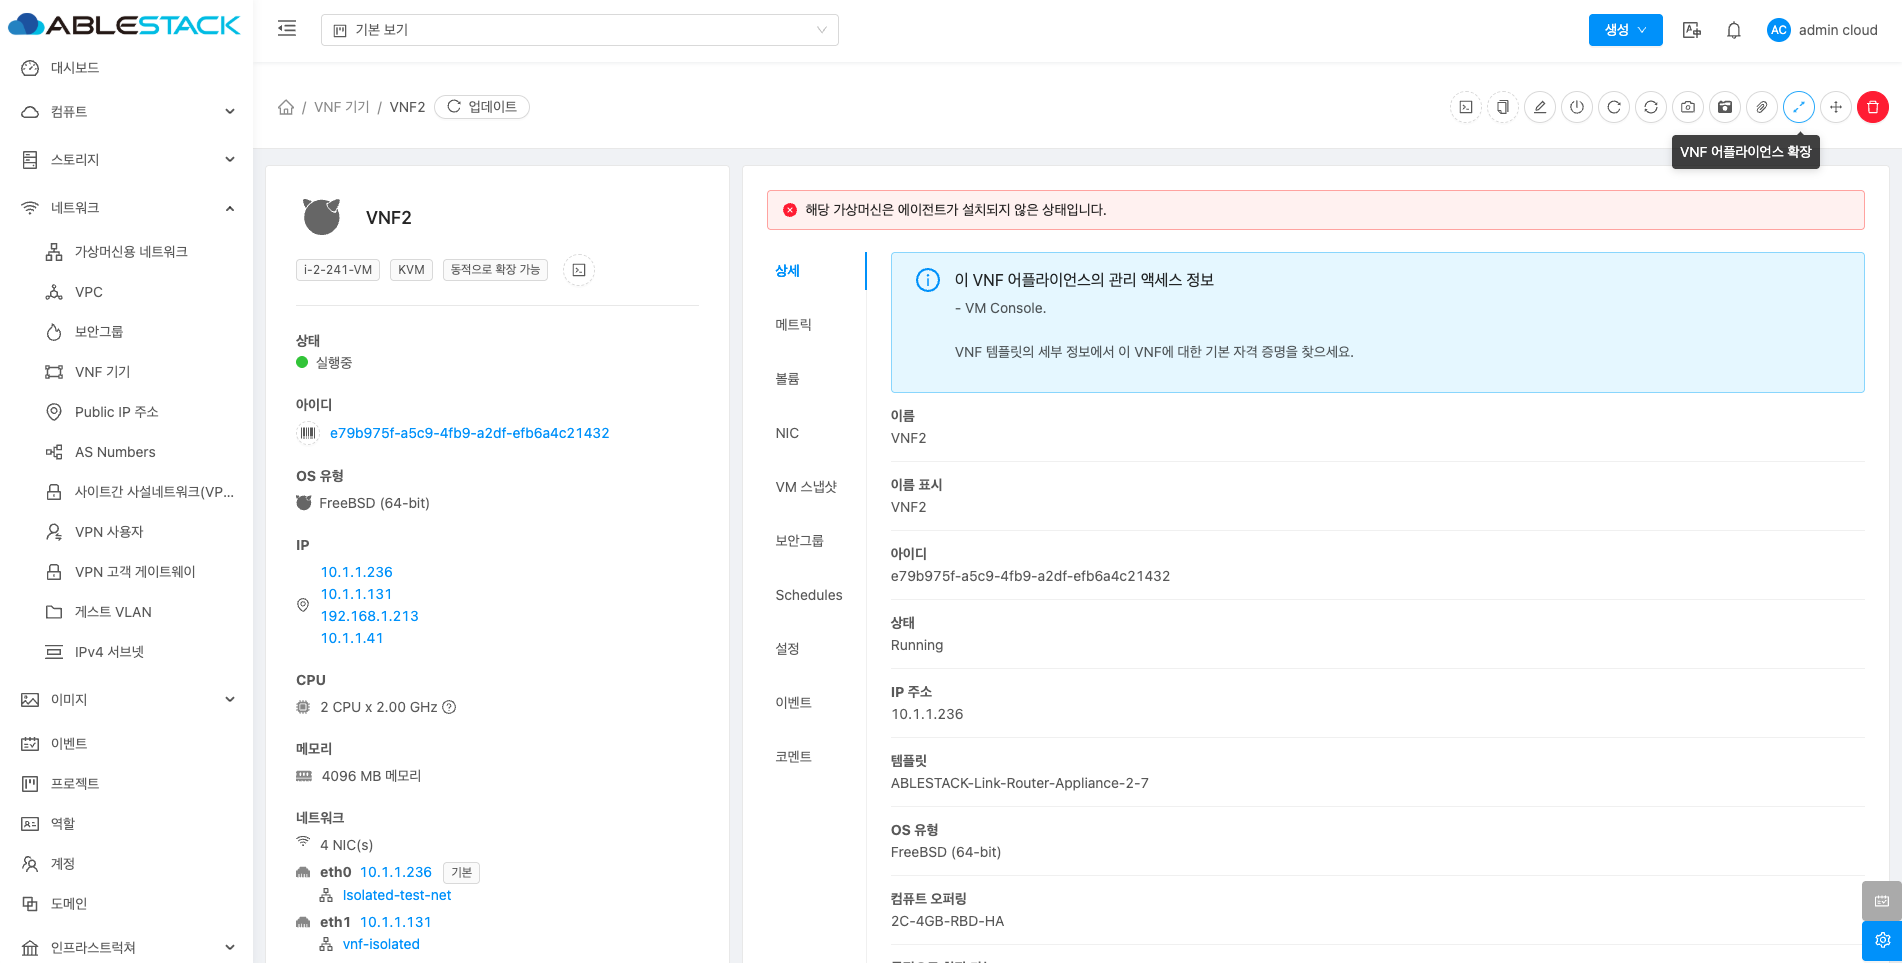 ABLESTACK
기본 보기
생성
AC
admin cloud
대시보드
컴퓨트
스토리지
네트워크
가상머신용 네트워크
VPC
보안그룹
VNF 기기
Public IP 주소
AS Numbers
사이트간 사설네트워크(VP...
VPN 사용자
VPN 고객 게이트웨이
게스트 VLAN
IPv4 서브넷
이미지
이벤트
프로젝트
역할
계정
도메인
인프라스트럭쳐
/ VNF 기기 / VNF2 업데이트
VNF 어플라이언스 확장
VNF2
i-2-241-VM KVM 동적으로 확장 가능
상태
실행중
아이디
e79b975f-a5c9-4fb9-a2df-efb6a4c21432
OS 유형
FreeBSD (64-bit)
IP
10.1.1.236
10.1.1.131
192.168.1.213
10.1.1.41
CPU
2 CPU x 2.00 GHz
메모리
4096 MB 메모리
네트워크
4 NIC(s)
eth0 10.1.1.236 기본
Isolated-test-net
eth1 10.1.1.131
vnf-isolated
해당 가상머신은 에이전트가 설치되지 않은 상태입니다.
상세
메트릭
볼륨
NIC
VM 스냅샷
보안그룹
Schedules
설정
이벤트
코멘트
이 VNF 어플라이언스의 관리 액세스 정보
- VM Console.
VNF 템플릿의 세부 정보에서 이 VNF에 대한 기본 자격 증명을 찾으세요.
이름
VNF2
이름 표시
VNF2
아이디
e79b975f-a5c9-4fb9-a2df-efb6a4c21432
상태
Running
IP 주소
10.1.1.236
템플릿
ABLESTACK-Link-Router-Appliance-2-7
OS 유형
FreeBSD (64-bit)
컴퓨트 오퍼링
2C-4GB-RBD-HA